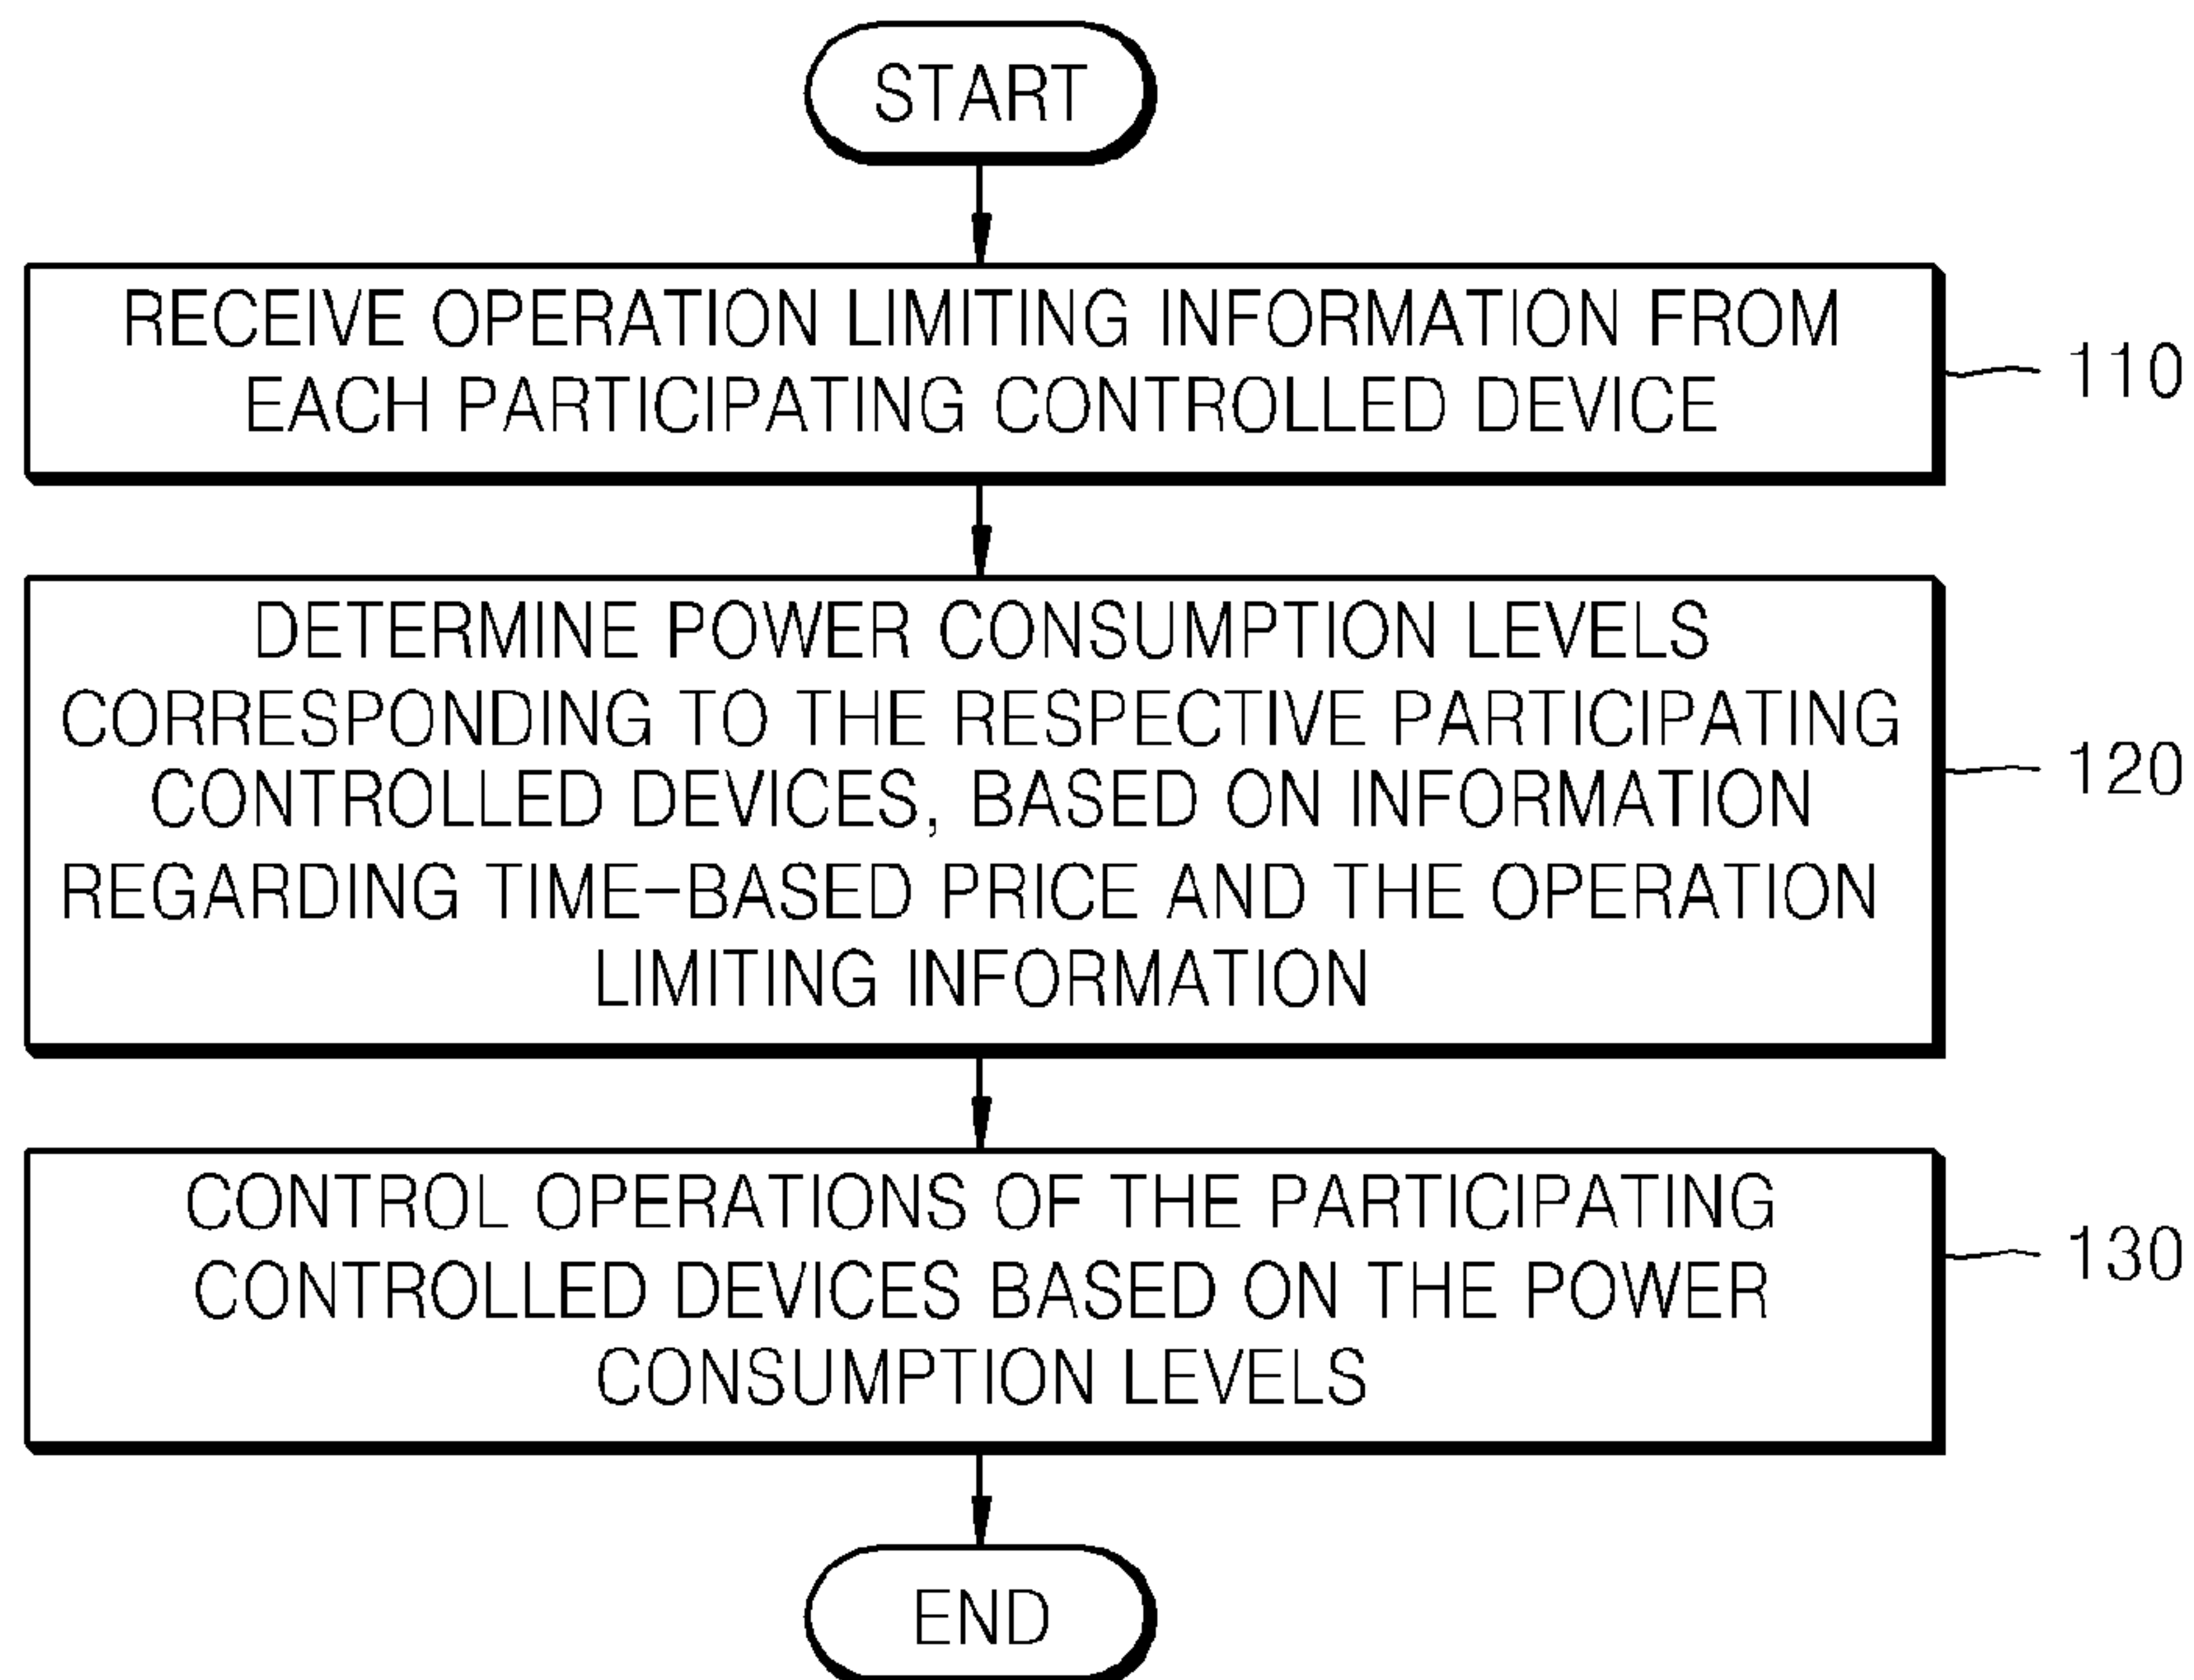 START
RECEIVE OPERATION LIMITING INFORMATION FROM
EACH PARTICIPATING CONTROLLED DEVICE
110
DETERMINE POWER CONSUMPTION LEVELS
CORRESPONDING TO THE RESPECTIVE PARTICIPATING
CONTROLLED DEVICES, BASED ON INFORMATION
REGARDING TIME-BASED PRICE AND THE OPERATION
LIMITING INFORMATION
120
CONTROL OPERATIONS OF THE PARTICIPATING
CONTROLLED DEVICES BASED ON THE POWER
CONSUMPTION LEVELS
130
END